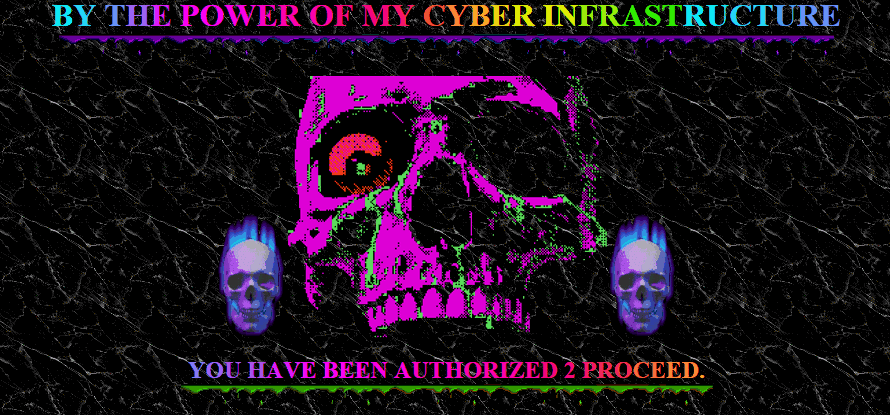 BY THE POWER OF MY CYBER INFRASTRUCTURE
YOU HAVE BEEN AUTHORIZED 2 PROCEED.